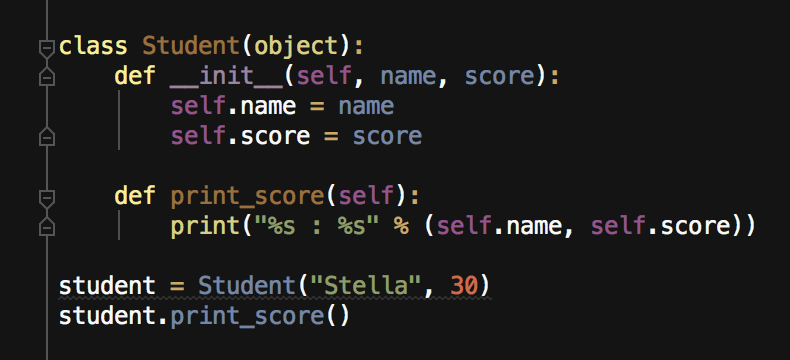 class Student(object):
    def __init__(self, name, score):
        self.name = name
        self.score = score

    def print_score(self):
        print("%s : %s" % (self.name, self.score))

student = Student("Stella", 30)
student.print_score()